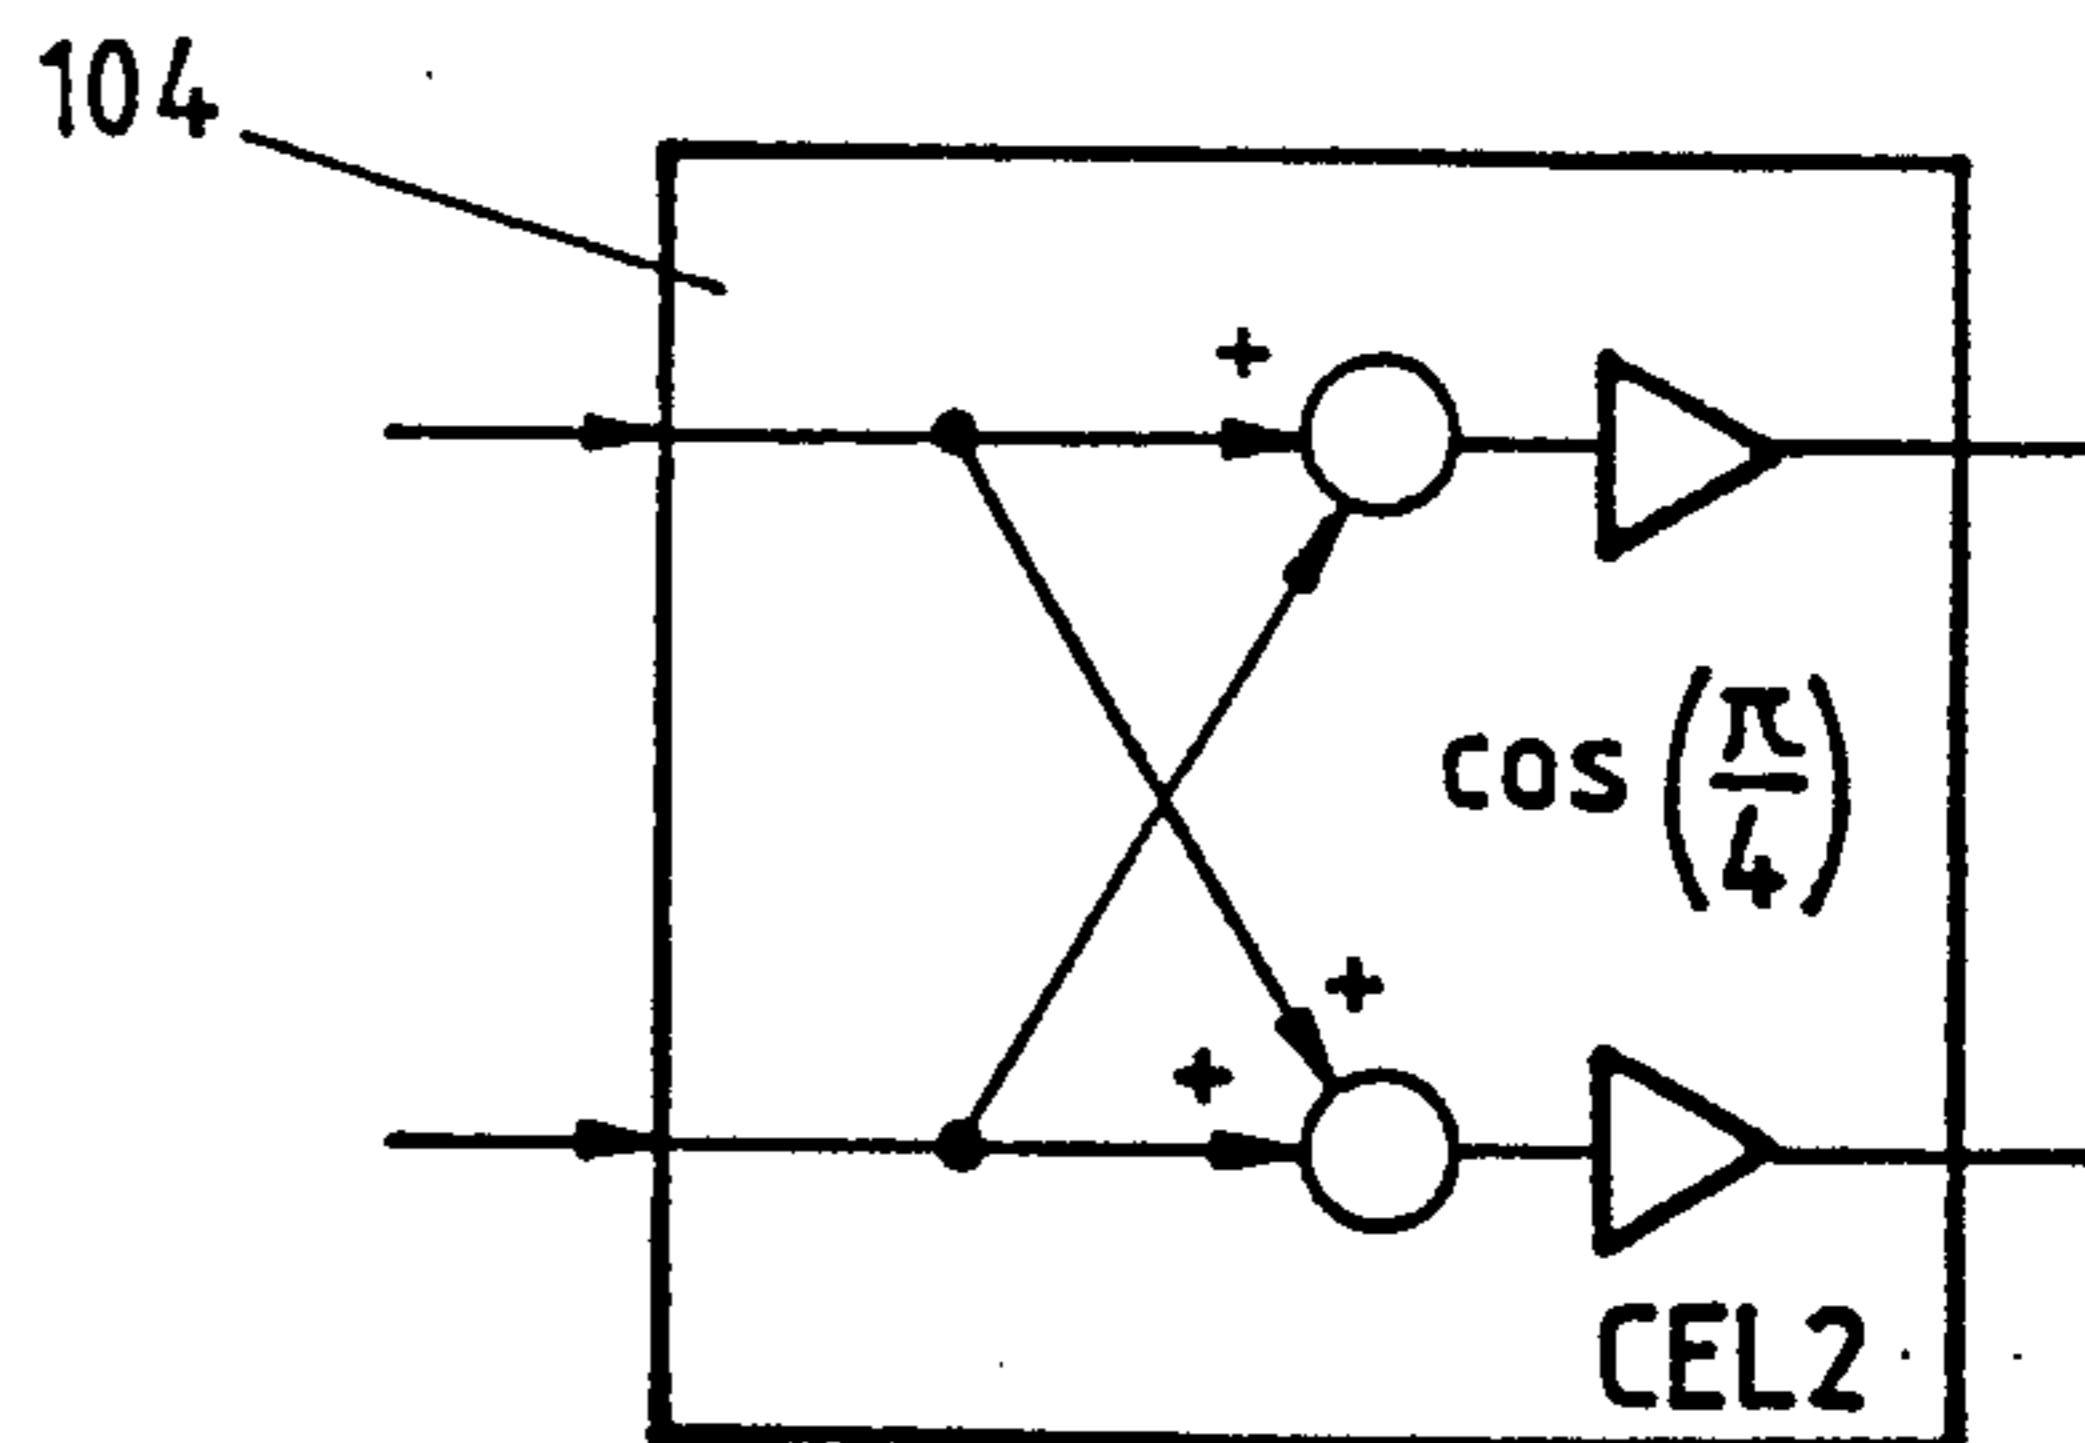 104
+
cos (π/4)
+
+
CEL2